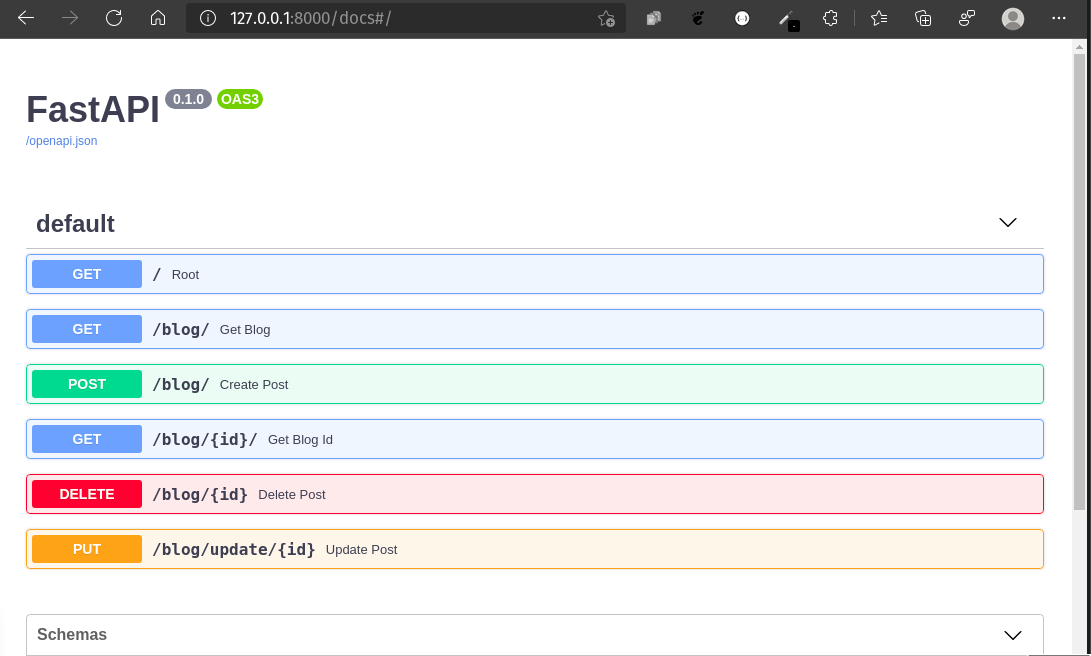 127.0.0.1:8000/docs#/
FastAPI 0.1.0 OAS3
/openapi.json
default
GET / Root
GET /blog/ Get Blog
POST /blog/ Create Post
GET /blog/{id}/ Get Blog Id
DELETE /blog/{id} Delete Post
PUT /blog/update/{id} Update Post
Schemas